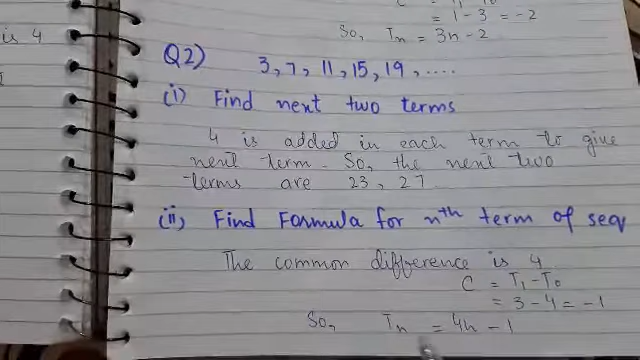 is 4
= 1 - 3 = -2
So, Tn = 3n - 2
Q2) 3, 7, 11, 15, 19, ....
(i) Find next two terms
4 is added in each term to give
next term. So, the next two
terms are 23, 27
(ii) Find Formula for nth term of seq
The common difference is 4
C = T1 - T0
= 3 - 4 = -1
So, Tn = 4n - 1